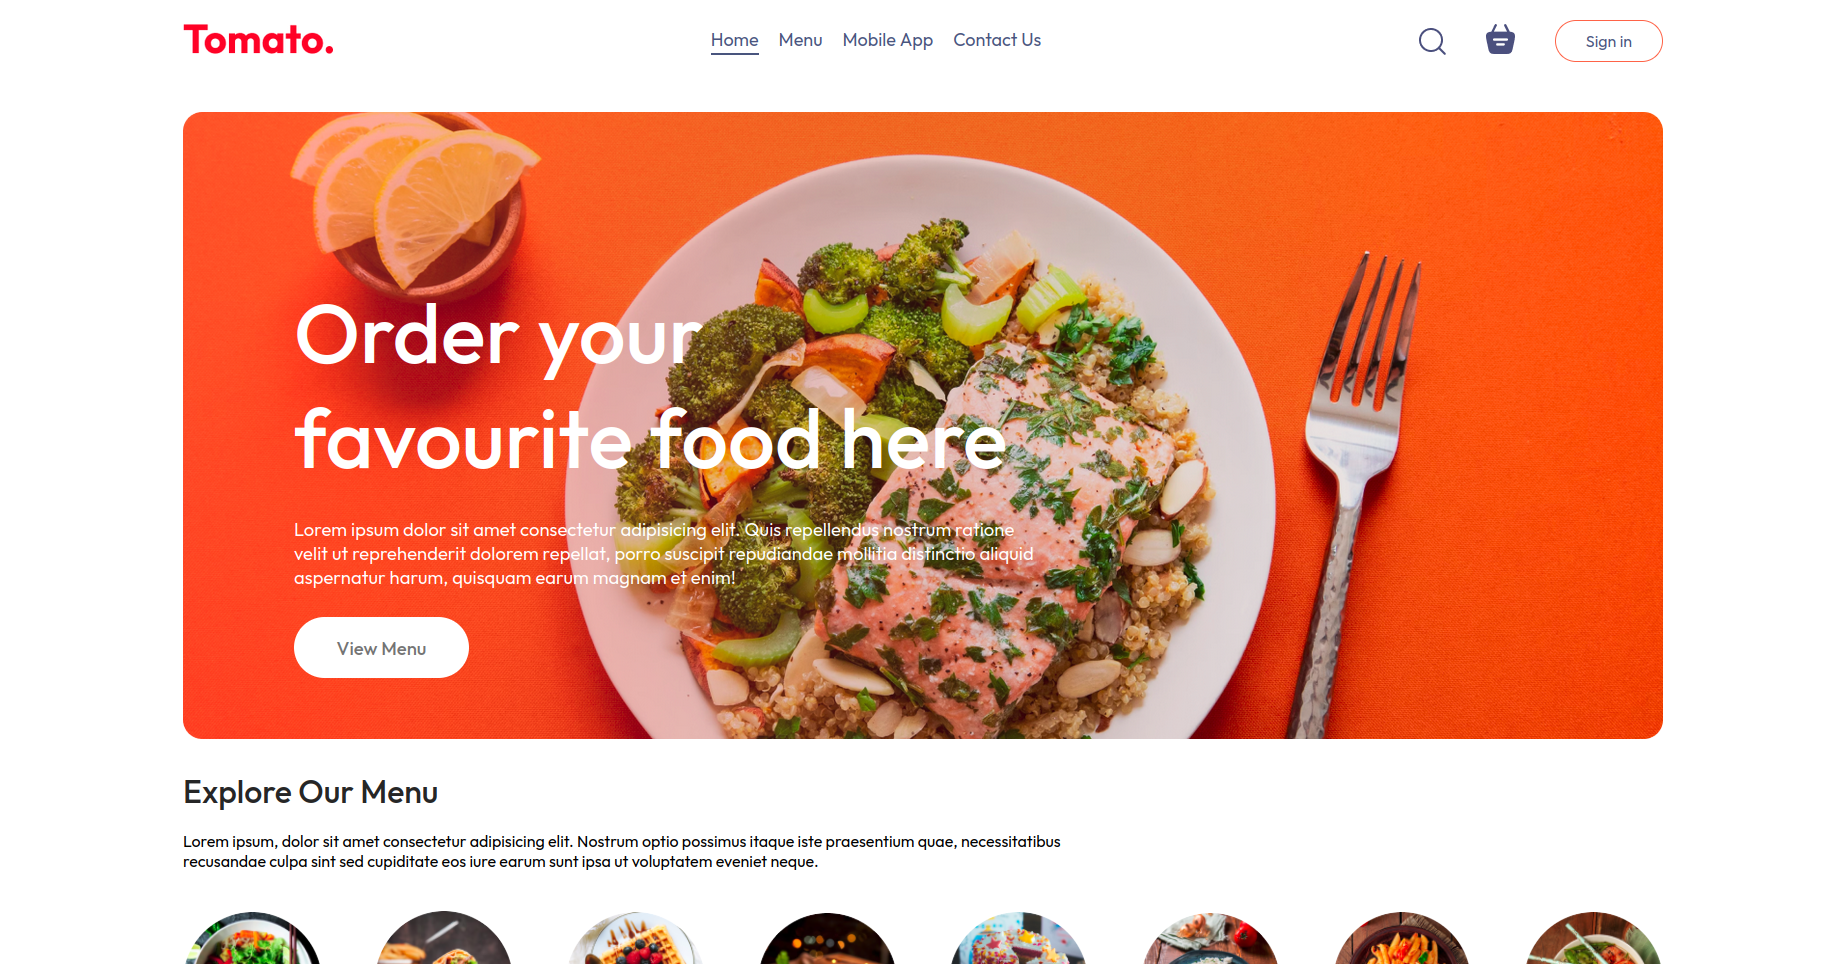 Tomato.
Home Menu Mobile App Contact Us
Sign in
Order your
favourite food here
Lorem ipsum dolor sit amet consectetur adipisicing elit. Quis repellendus nostrum ratione
velit ut reprehenderit dolorem repellat, porro suscipit repudiandae mollitia distinctio aliquid
aspernatur harum, quisquam earum magnam et enim!
View Menu
Explore Our Menu
Lorem ipsum, dolor sit amet consectetur adipisicing elit. Nostrum optio possimus itaque iste praesentium quae, necessitatibus
recusandae culpa sint sed cupiditate eos iure earum sunt ipsa ut voluptatem eveniet neque.